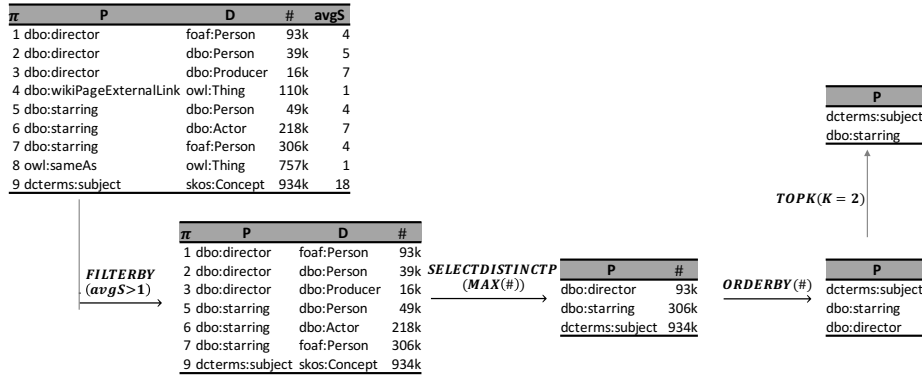 π P D # avgS
1 dbo:director foaf:Person 93k 4
2 dbo:director dbo:Person 39k 5
3 dbo:director dbo:Producer 16k 7
4 dbo:wikiPageExternalLink owl:Thing 110k 1
5 dbo:starring dbo:Person 49k 4
6 dbo:starring dbo:Actor 218k 7
7 dbo:starring foaf:Person 306k 4
8 owl:sameAs owl:Thing 757k 1
9 dcterms:subject skos:Concept 934k 18
FILTERBY
(avgS>1)
π P D #
1 dbo:director foaf:Person 93k
2 dbo:director dbo:Person 39k
3 dbo:director dbo:Producer 16k
5 dbo:starring dbo:Person 49k
6 dbo:starring dbo:Actor 218k
7 dbo:starring foaf:Person 306k
9 dcterms:subject skos:Concept 934k
SELECTDISTINCTP
(MAX(#))
P #
dbo:director 93k
dbo:starring 306k
dcterms:subject 934k
ORDERBY(#)
P
dcterms:subject
dbo:starring
dbo:director
TOPK(K = 2)
P
dcterms:subject
dbo:starring